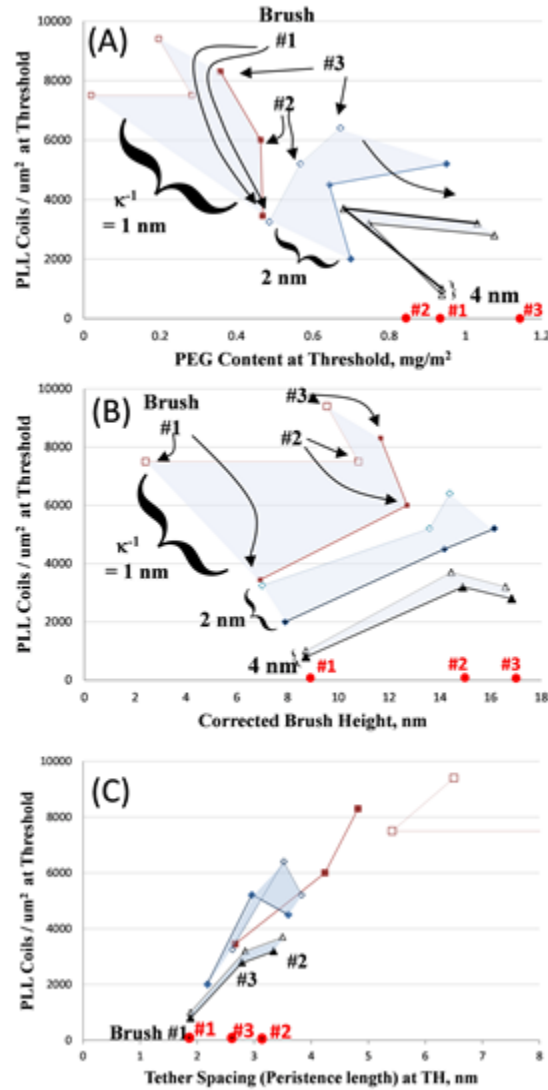 Brush
(A)
#1
#3
#2
κ-1
= 1 nm
2 nm
4 nm
#2 #1 #3
PLL Coils / um2 at Threshold
10000
8000
6000
4000
2000
0
0 0.2 0.4 0.6 0.8 1 1.2
PEG Content at Threshold, mg/m2
(B)
Brush
#1
#3
#2
κ-1
= 1 nm
2 nm
4 nm
#1 #2 #3
PLL Coils / um2 at Threshold
10000
8000
6000
4000
2000
0
0 2 4 6 8 10 12 14 16 18
Corrected Brush Height, nm
(C)
#2
#3
Brush #1
#1 #3 #2
PLL Coils / um2 at Threshold
10000
8000
6000
4000
2000
0
0 1 2 3 4 5 6 7 8
Tether Spacing (Peristence length) at TH, nm